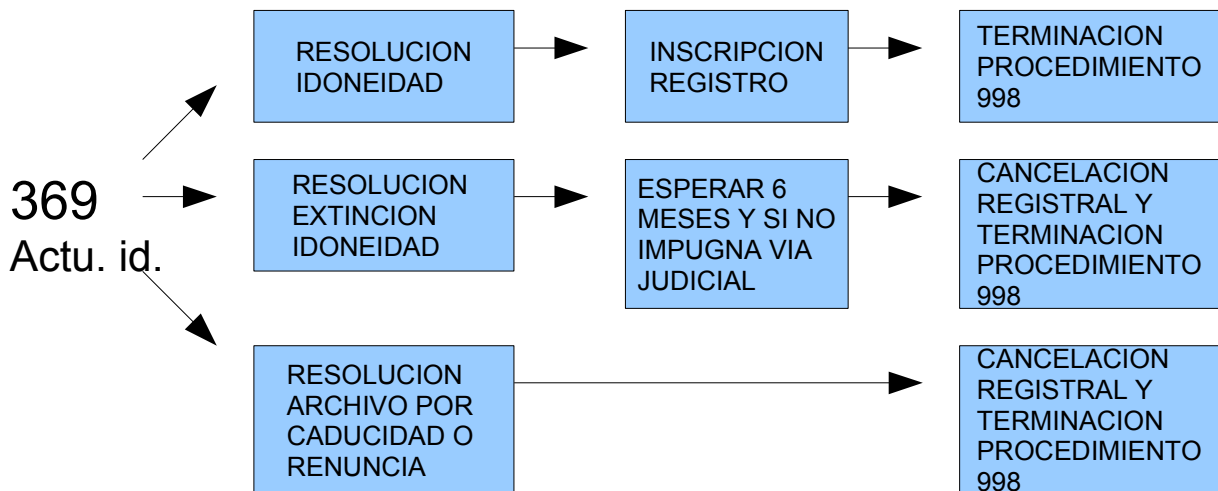 369
Actu. id.
RESOLUCION
IDONEIDAD
INSCRIPCION
REGISTRO
TERMINACION
PROCEDIMIENTO
998
RESOLUCION
EXTINCION
IDONEIDAD
ESPERAR 6
MESES Y SI NO
IMPUGNA VIA
JUDICIAL
CANCELACION
REGISTRAL Y
TERMINACION
PROCEDIMIENTO
998
RESOLUCION
ARCHIVO POR
CADUCIDAD O
RENUNCIA
CANCELACION
REGISTRAL Y
TERMINACION
PROCEDIMIENTO
998